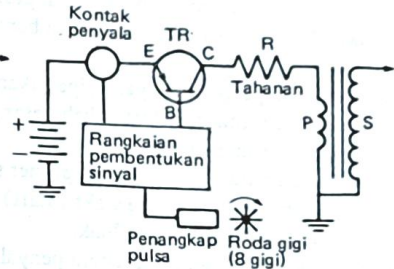 Kontak
penyala
TR
E
C
R
B
Tahanan
+
−
Rangkaian
pembentukan
sinyal
P
S
Penangkap
pulsa
Roda gigi
(8 gigi)